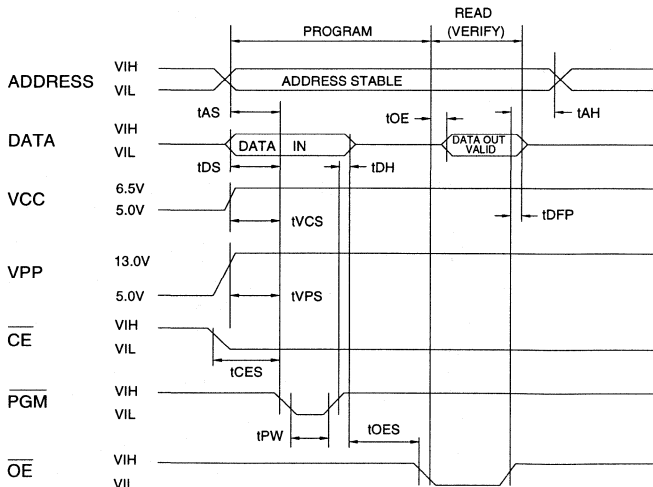 READ
PROGRAM (VERIFY)
ADDRESS VIH VIL ADDRESS STABLE
tAS tOE tAH
DATA VIH VIL DATA IN DATA OUT VALID
tDS tDH
VCC 6.5V 5.0V
tVCS tDFP
VPP 13.0V 5.0V
tVPS
CE VIH VIL
tCES
PGM VIH VIL
tPW tOES
OE VIH VIL